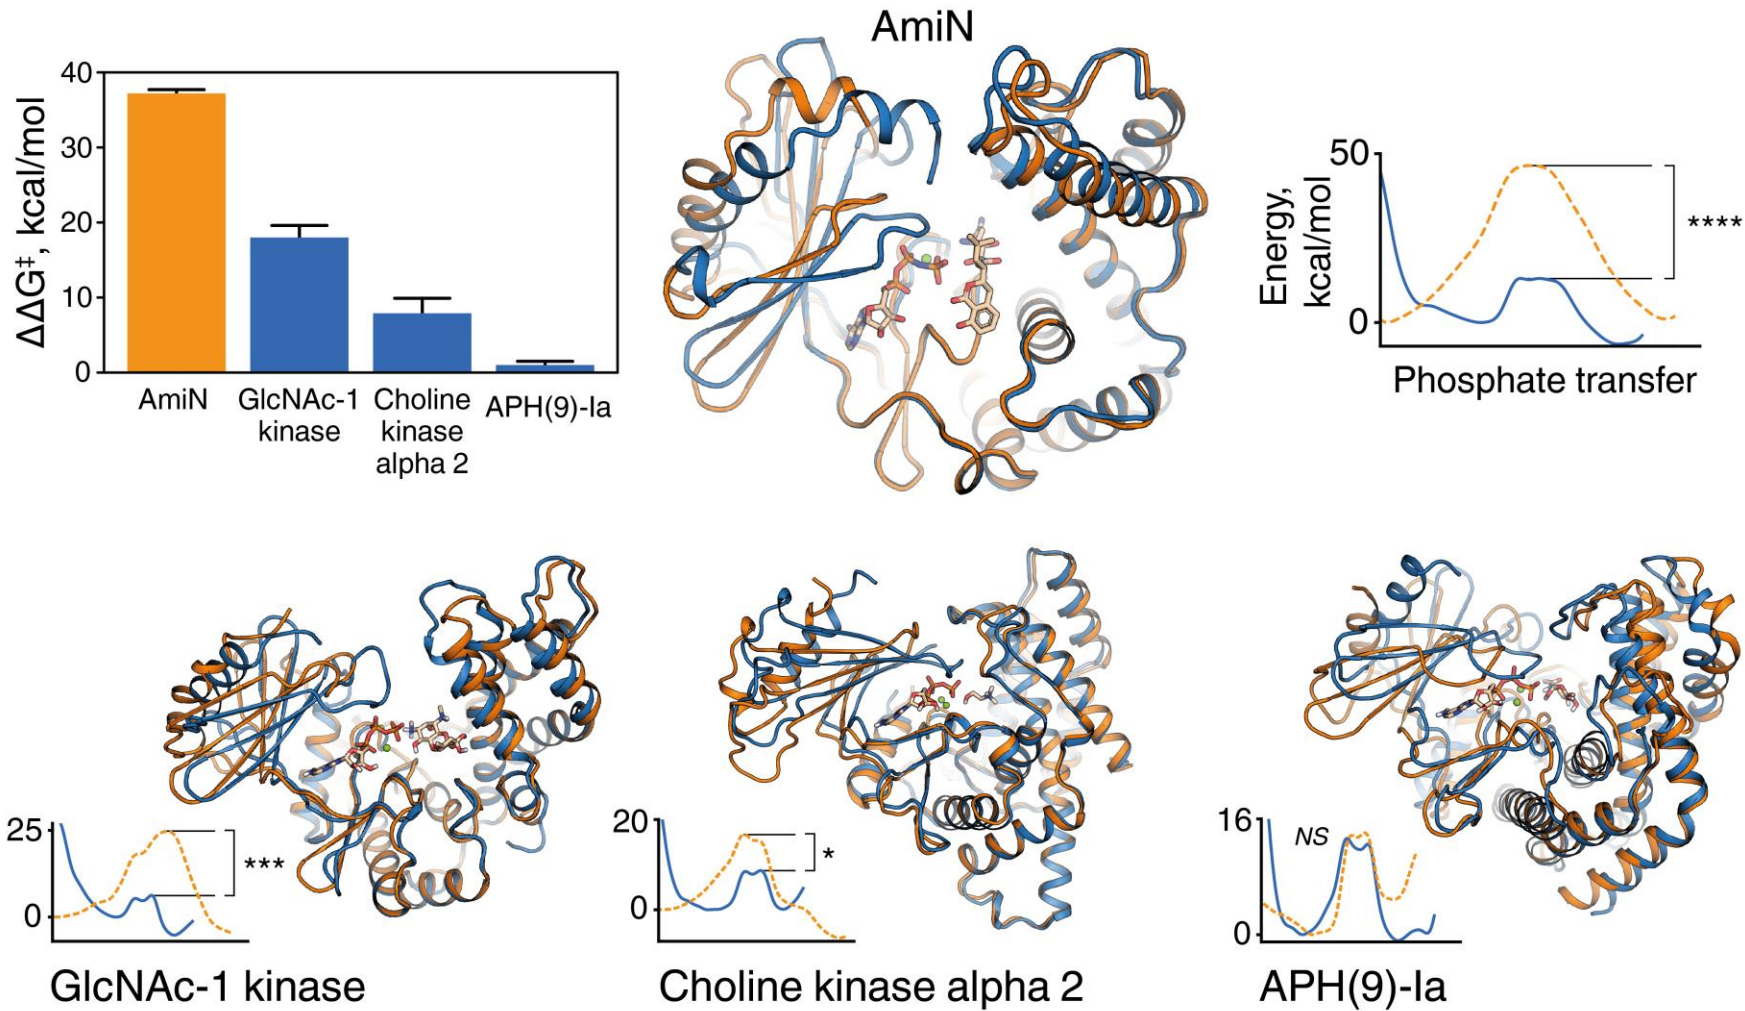 AmiN
ΔΔG‡, kcal/mol
40
30
20
10
0
AmiN
GlcNAc-1
kinase
Choline
kinase
alpha 2
APH(9)-Ia
Energy,
kcal/mol
50
0
****
Phosphate transfer
25
0
***
GlcNAc-1 kinase
20
0
*
Choline kinase alpha 2
16
0
NS
APH(9)-Ia